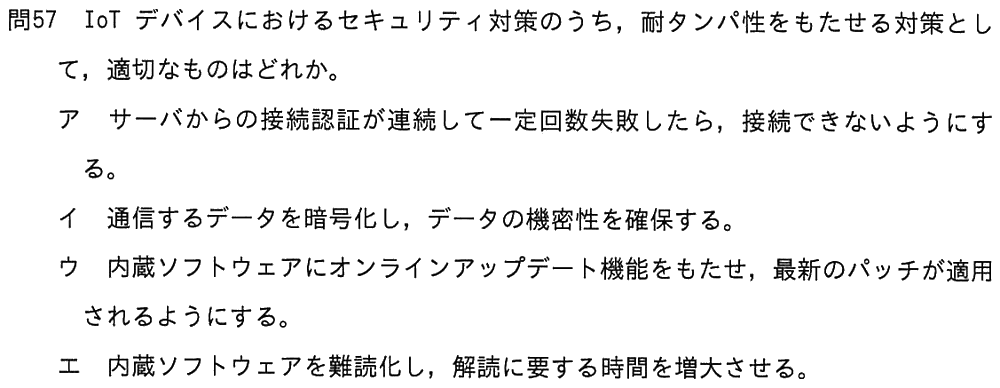 問57 IoT デバイスにおけるセキュリティ対策のうち，耐タンパ性をもたせる対策とし
て，適切なものはどれか。
ア サーバからの接続認証が連続して一定回数失敗したら，接続できないようにす
る。
イ 通信するデータを暗号化し，データの機密性を確保する。
ウ 内蔵ソフトウェアにオンラインアップデート機能をもたせ，最新のパッチが適用
されるようにする。
エ 内蔵ソフトウェアを難読化し，解読に要する時間を増大させる。